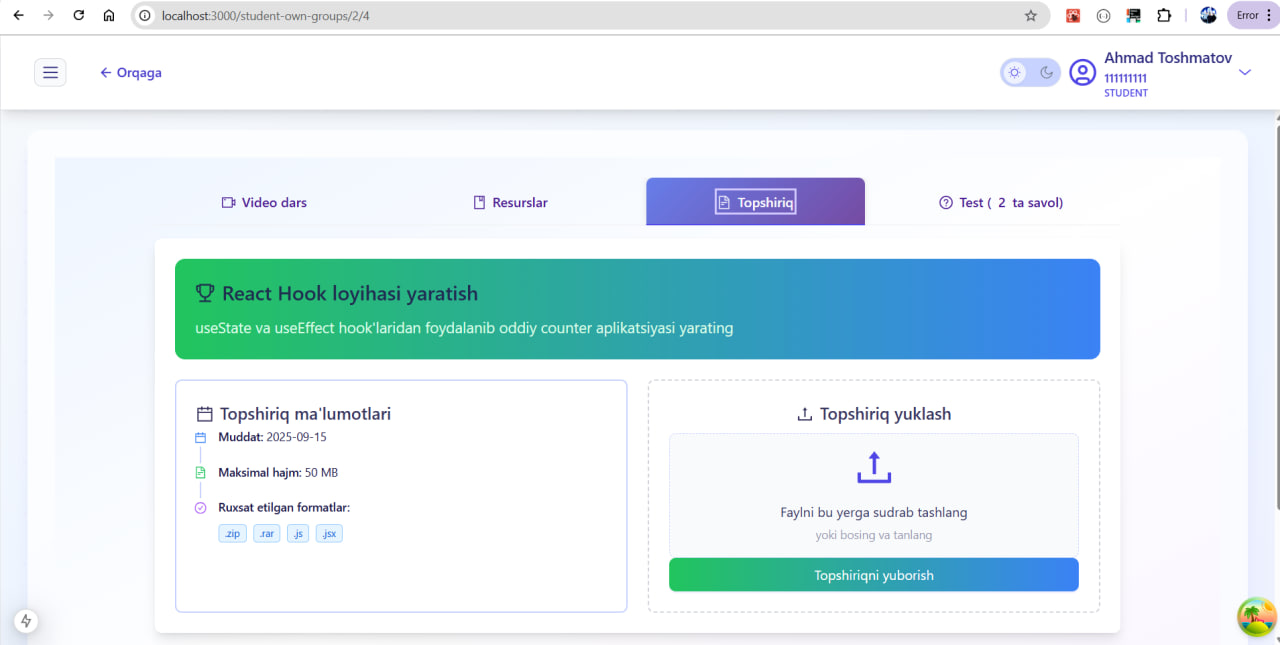 localhost:3000/student-own-groups/2/4
Error
Orqaga
Ahmad Toshmatov
111111111
STUDENT
Video dars
Resurslar
Topshiriq
Test ( 2 ta savol)
React Hook loyihasi yaratish
useState va useEffect hook'laridan foydalanib oddiy counter aplikatsiyasi yarating
Topshiriq ma'lumotlari
Muddat: 2025-09-15
Maksimal hajm: 50 MB
Ruxsat etilgan formatlar:
.zip .rar .js .jsx
Topshiriq yuklash
Faylni bu yerga sudrab tashlang
yoki bosing va tanlang
Topshiriqni yuborish